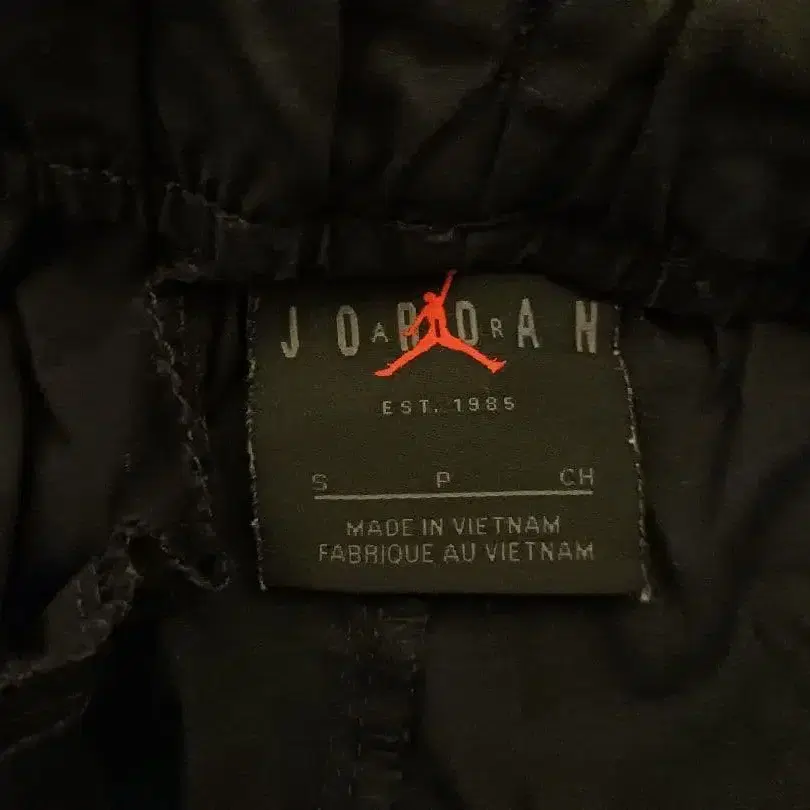 JORDAN
AIR
EST. 1985
S P CH
MADE IN VIETNAM
FABRIQUE AU VIETNAM